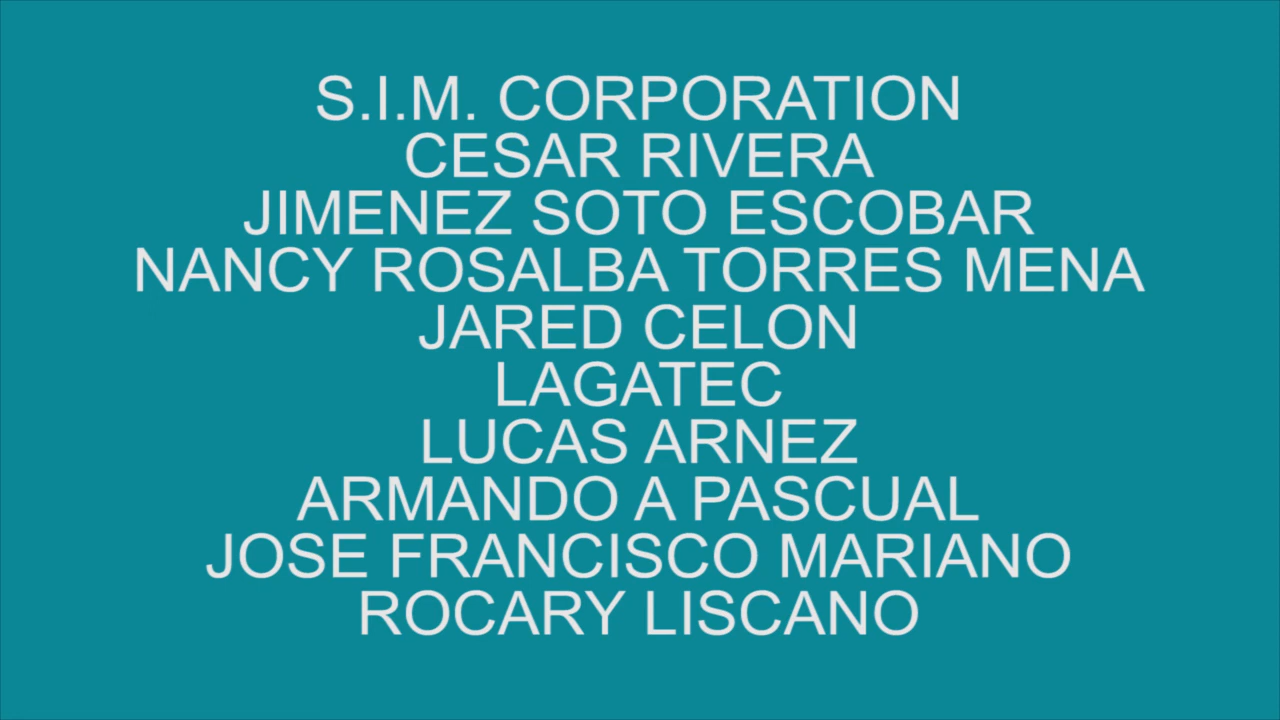 S.I.M. CORPORATION
CESAR RIVERA
JIMENEZ SOTO ESCOBAR
NANCY ROSALBA TORRES MENA
JARED CELON
LAGATEC
LUCAS ARNEZ
ARMANDO A PASCUAL
JOSE FRANCISCO MARIANO
ROCARY LISCANO